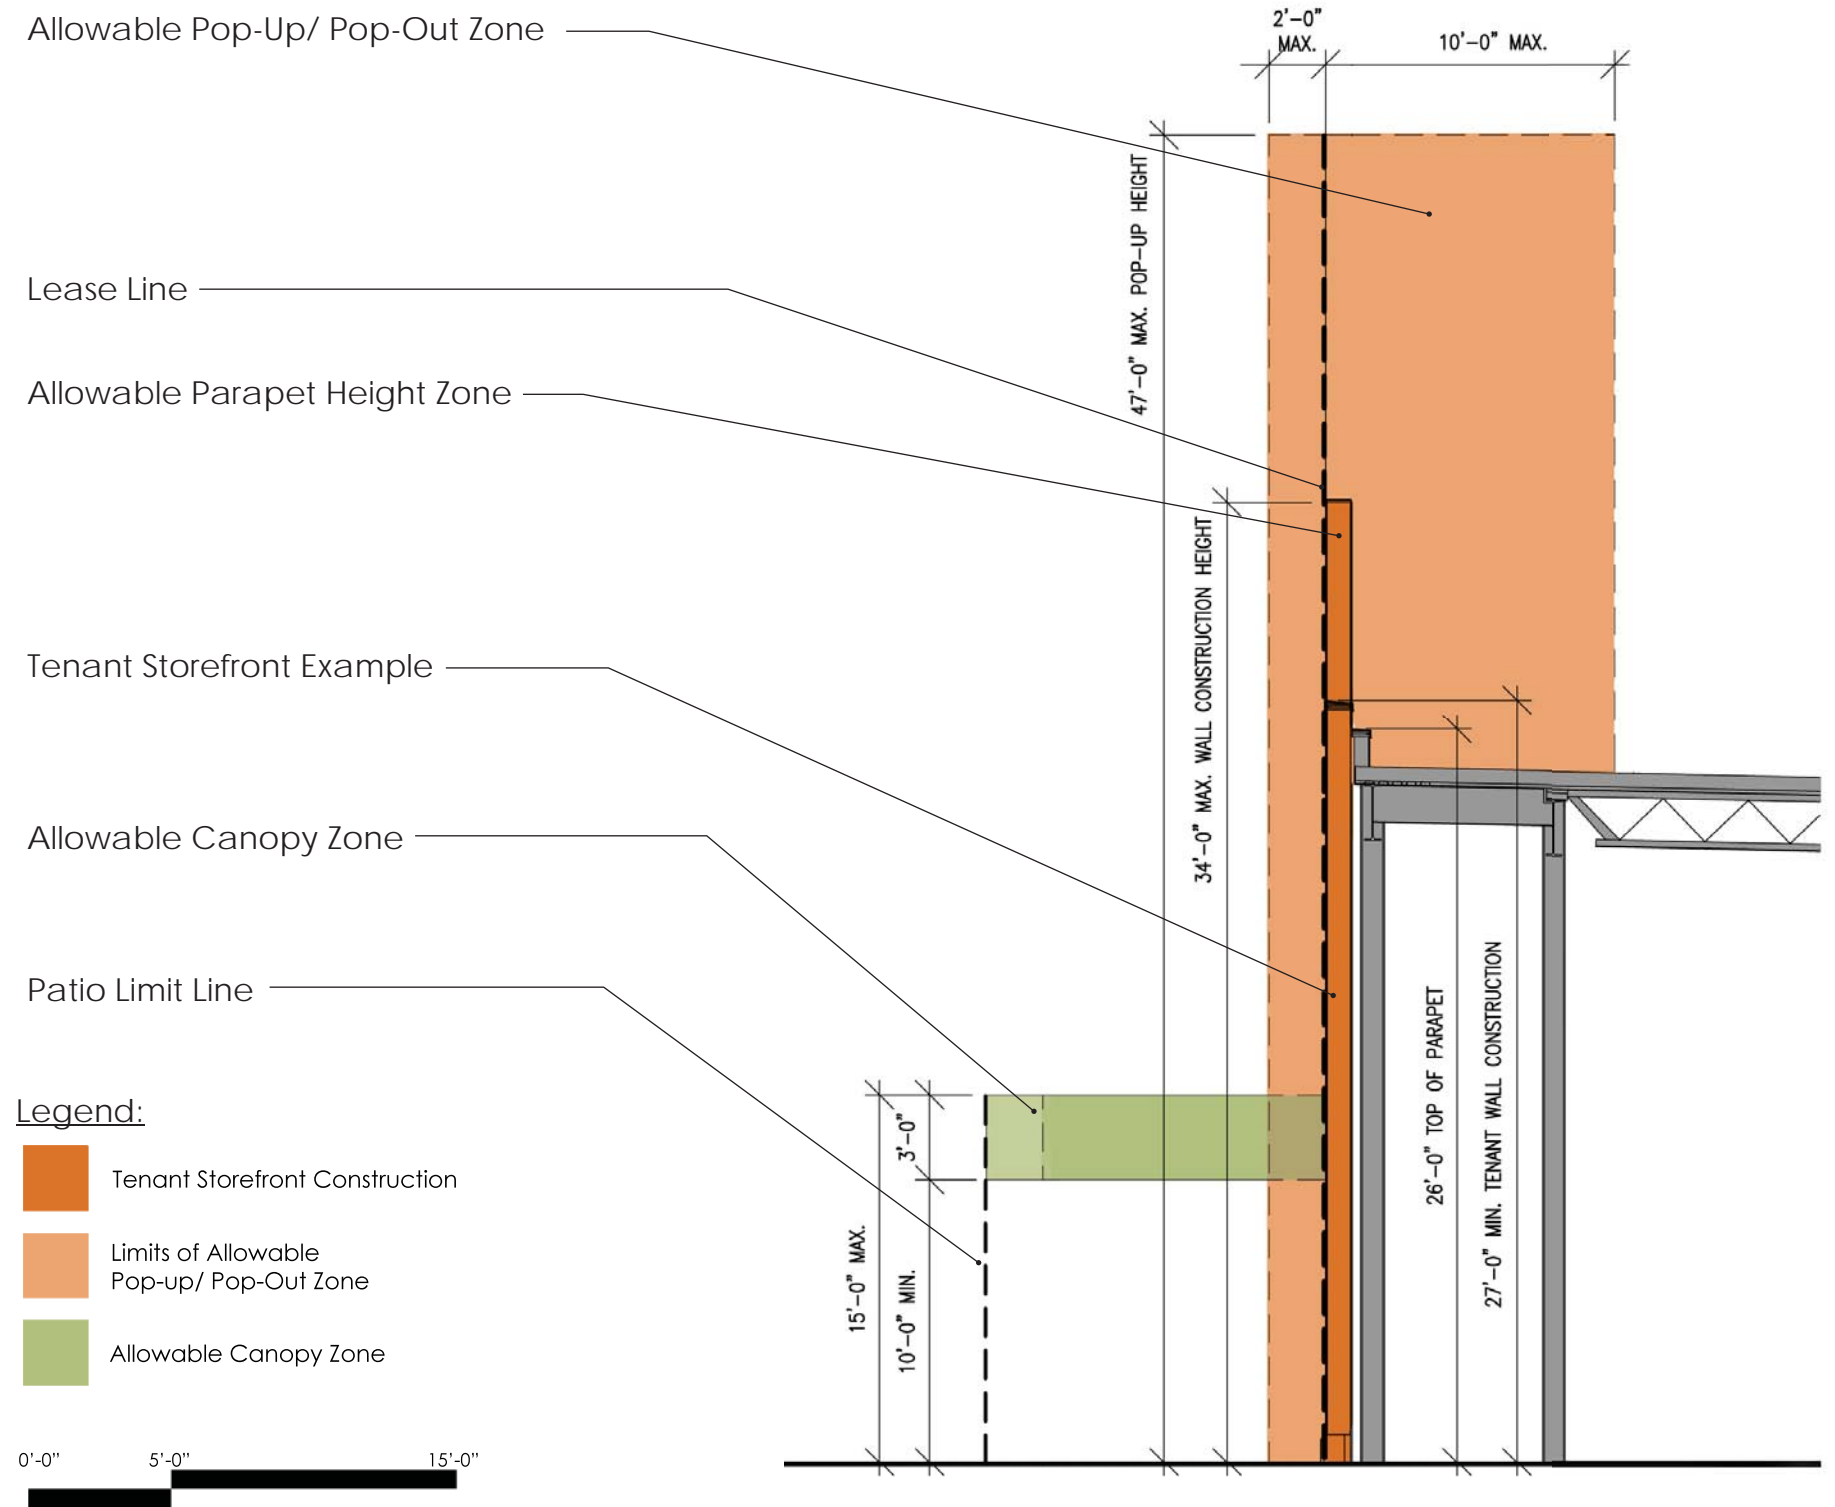 Allowable Pop-Up/ Pop-Out Zone
2'-0"
MAX.
10'-0" MAX.
47'-0" MAX. POP-UP HEIGHT
Lease Line
Allowable Parapet Height Zone
34'-0" MAX. WALL CONSTRUCTION HEIGHT
Tenant Storefront Example
Allowable Canopy Zone
Patio Limit Line
26'-0" TOP OF PARAPET
27'-0" MIN. TENANT WALL CONSTRUCTION
3'-0"
15'-0" MAX.
10'-0" MIN.
Legend:
Tenant Storefront Construction
Limits of Allowable
Pop-up/ Pop-Out Zone
Allowable Canopy Zone
0'-0" 5'-0" 15'-0"